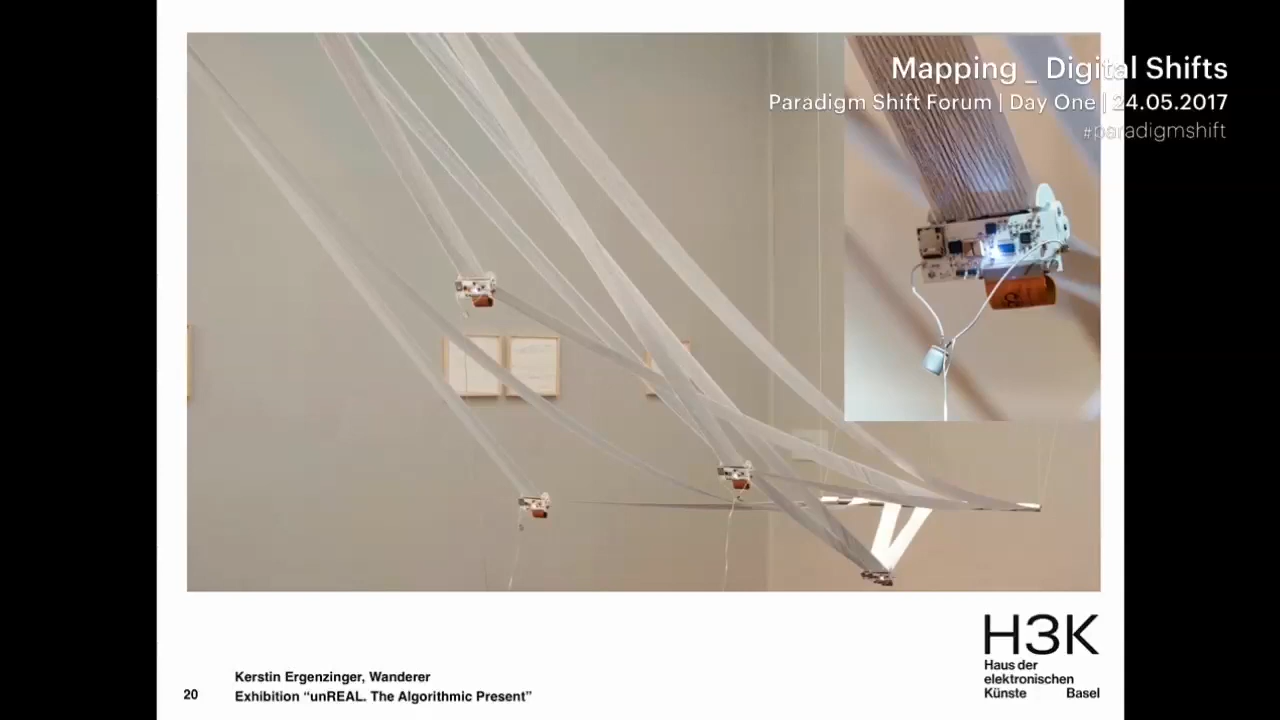 Mapping _ Digital Shifts
Paradigm Shift Forum | Day One | 24.05.2017
#paradigmshift
H3K
Haus der
elektronischen
Künste Basel
Kerstin Ergenzinger, Wanderer
20 Exhibition “unREAL. The Algorithmic Present”